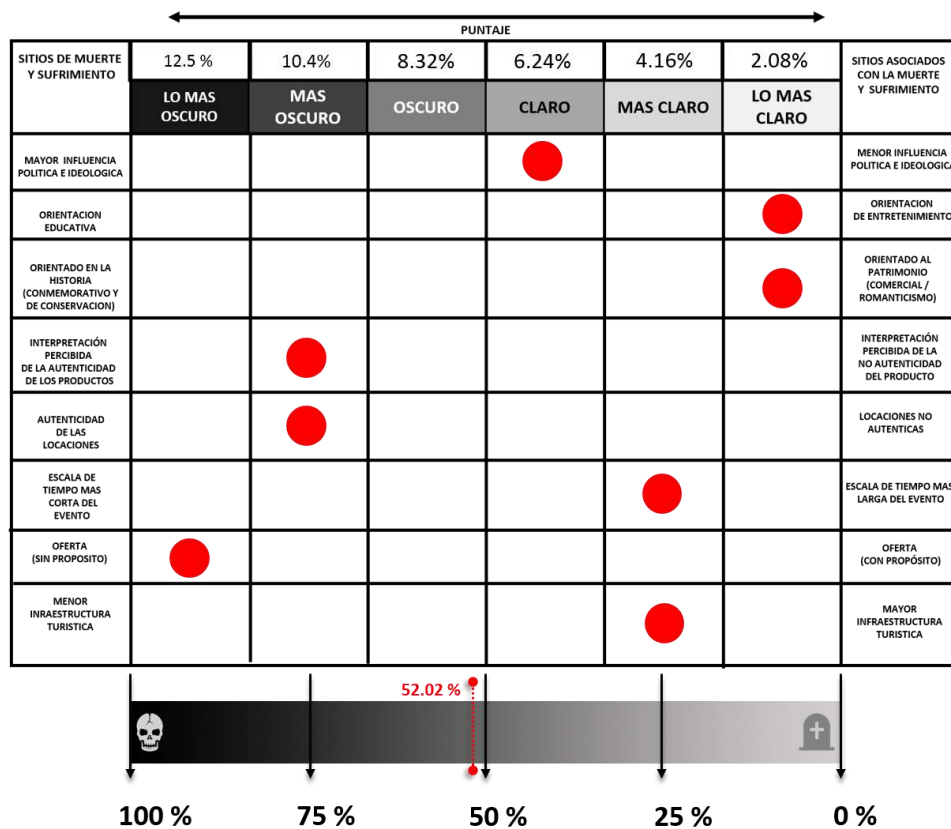 PUNTAJE
SITIOS DE MUERTE
Y SUFRIMIENTO
12.5 %
10.4%
8.32%
6.24%
4.16%
2.08%
SITIOS ASOCIADOS
CON LA MUERTE
Y SUFRIMIENTO
LO MAS
OSCURO
MAS
OSCURO
OSCURO
CLARO
MAS CLARO
LO MAS
CLARO
MAYOR INFLUENCIA
POLITICA E IDEOLOGICA
MENOR INFLUENCIA
POLITICA E IDEOLOGICA
ORIENTACION
EDUCATIVA
ORIENTACION
DE ENTRETENIMIENTO
ORIENTADO EN LA
HISTORIA
(CONMEMORATIVO Y
DE CONSERVACION)
ORIENTADO AL
PATRIMONIO
(COMERCIAL /
ROMANTICISMO)
INTERPRETACIÓN
PERCIBIDA
DE LA AUTENTICIDAD
DE LOS PRODUCTOS
INTERPRETACIÓN
PERCIBIDA DE LA
NO AUTENTICIDAD
DEL PRODUCTO
AUTENTICIDAD
DE LAS
LOCACIONES
LOCACIONES NO
AUTENTICAS
ESCALA DE
TIEMPO MAS
CORTA DEL
EVENTO
ESCALA DE TIEMPO MAS
LARGA DEL EVENTO
OFERTA
(SIN PROPOSITO)
OFERTA
(CON PROPÓSITO)
MENOR
INRAESTRUCTURA
TURISTICA
MAYOR
INFRAESTRUCTURA
TURISTICA
52.02 %
100 %
75 %
50 %
25 %
0 %